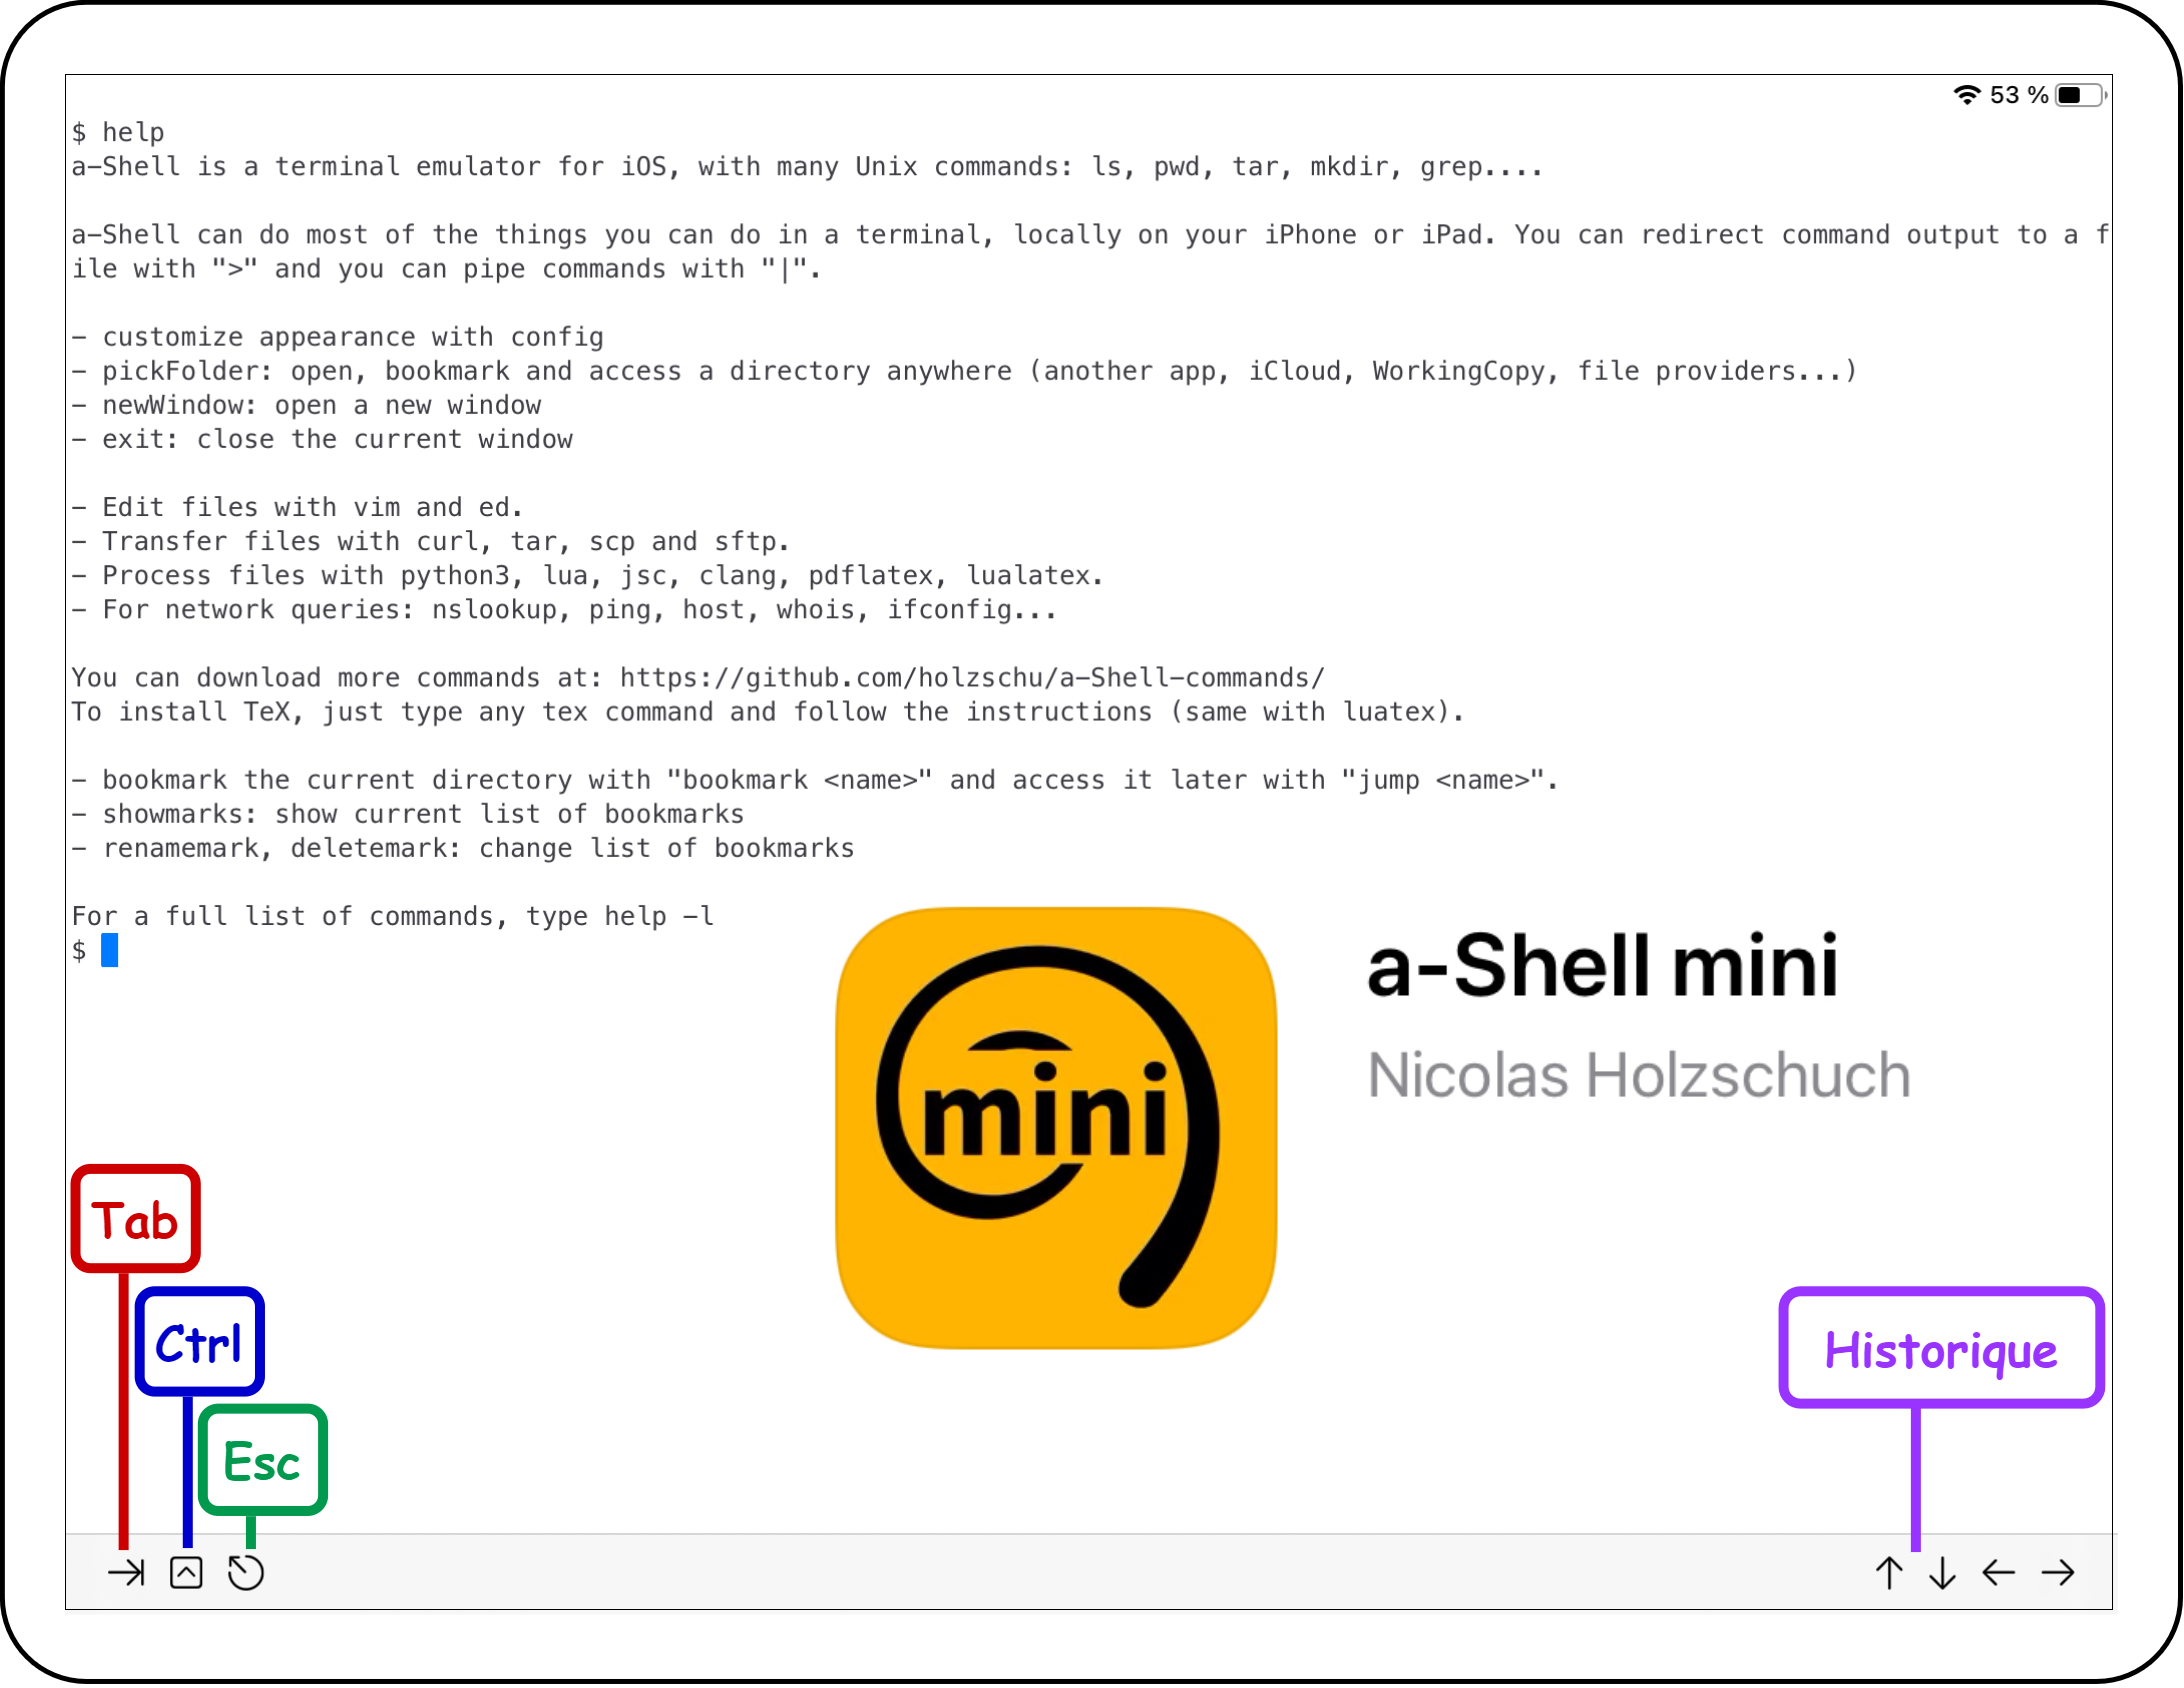 53 %
$ help
a-Shell is a terminal emulator for iOS, with many Unix commands: ls, pwd, tar, mkdir, grep....
a-Shell can do most of the things you can do in a terminal, locally on your iPhone or iPad. You can redirect command output to a f
ile with ">" and you can pipe commands with "|".
- customize appearance with config
- pickFolder: open, bookmark and access a directory anywhere (another app, iCloud, WorkingCopy, file providers...)
- newWindow: open a new window
- exit: close the current window
- Edit files with vim and ed.
- Transfer files with curl, tar, scp and sftp.
- Process files with python3, lua, jsc, clang, pdflatex, lualatex.
- For network queries: nslookup, ping, host, whois, ifconfig...
You can download more commands at: https://github.com/holzschu/a-Shell-commands/
To install TeX, just type any tex command and follow the instructions (same with luatex).
- bookmark the current directory with "bookmark <name>" and access it later with "jump <name>".
- showmarks: show current list of bookmarks
- renamemark, deletemark: change list of bookmarks
For a full list of commands, type help -l
$
mini
a-Shell mini
Nicolas Holzschuch
Tab
Ctrl
Esc
Historique